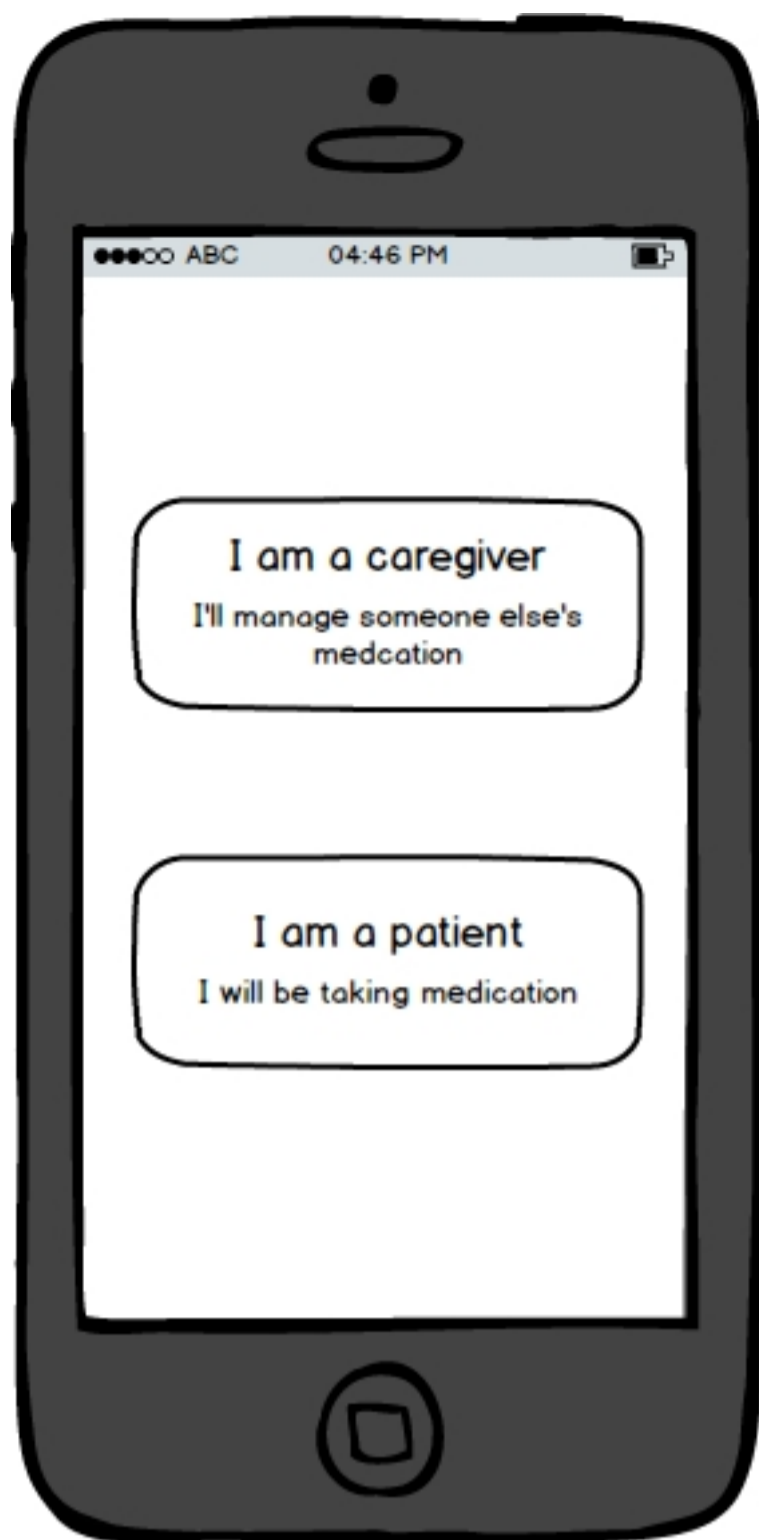 ABC 04:46 PM
I am a caregiver
I'll manage someone else's
medcation
I am a patient
I will be taking medication